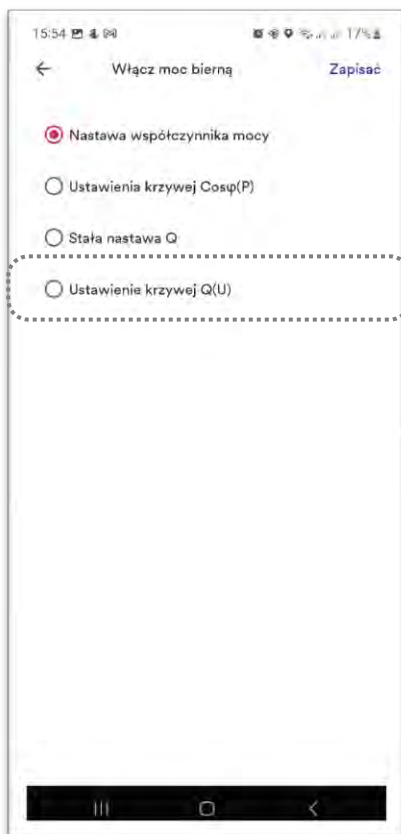 15:54
17%
Włącz moc bierną
Zapisać
Nastawa współczynnika mocy
Ustawienia krzywej Cosφ(P)
Stała nastawa Q
Ustawienie krzywej Q(U)